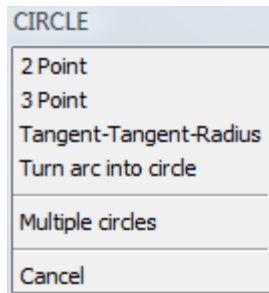 CIRCLE
2 Point
3 Point
Tangent-Tangent-Radius
Turn arc into circle
Multiple circles
Cancel